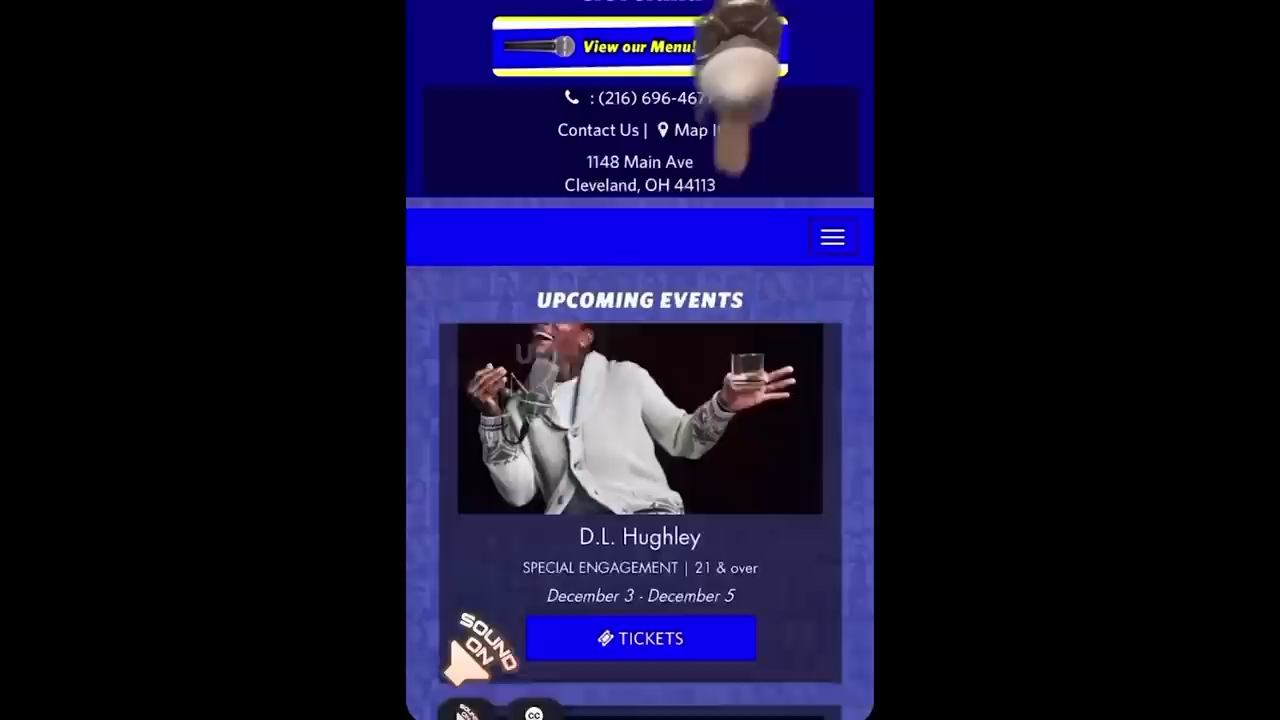 View our Menu!
: (216) 696-467
Contact Us | Map
1148 Main Ave
Cleveland, OH 44113
UPCOMING EVENTS
D.L. Hughley
SPECIAL ENGAGEMENT | 21 & over
December 3 - December 5
TICKETS
SOUND
ON
CC